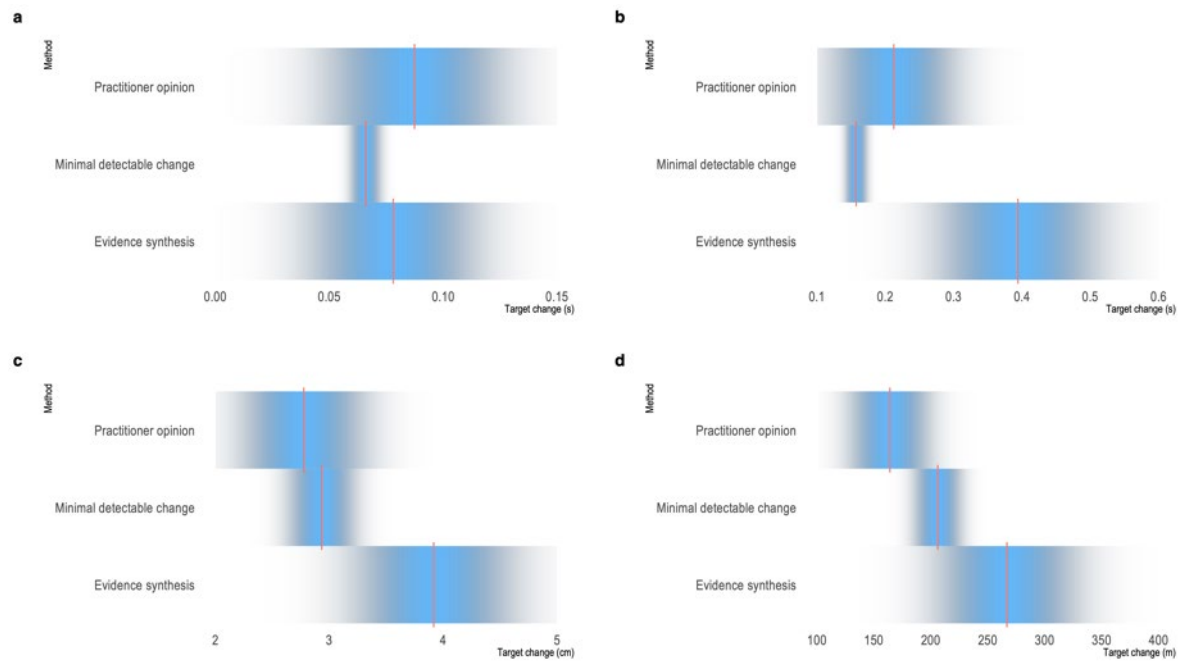 a
Method
Practitioner opinion
Minimal detectable change
Evidence synthesis
0.00 0.05 0.10 0.15
Target change (s)
b
Method
Practitioner opinion
Minimal detectable change
Evidence synthesis
0.1 0.2 0.3 0.4 0.5 0.6
Target change (s)
c
Method
Practitioner opinion
Minimal detectable change
Evidence synthesis
2 3 4 5
Target change (cm)
d
Method
Practitioner opinion
Minimal detectable change
Evidence synthesis
100 150 200 250 300 350 400
Target change (m)